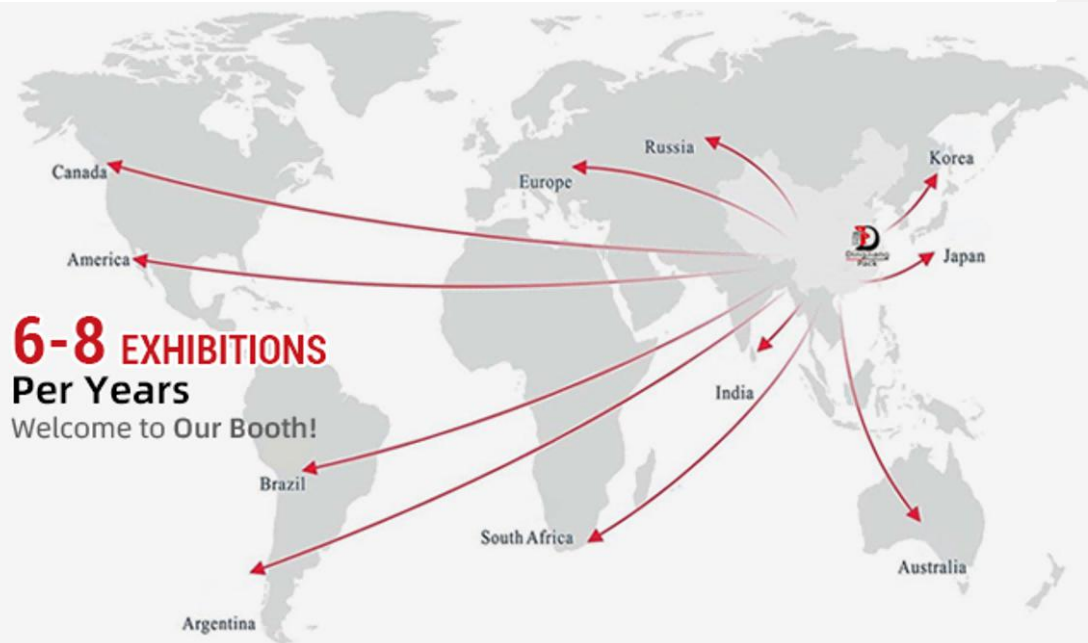 Canada
Russia
Europe
Korea
America
Japan
6-8 EXHIBITIONS
Per Years
Welcome to Our Booth!
India
Brazil
South Africa
Australia
Argentina